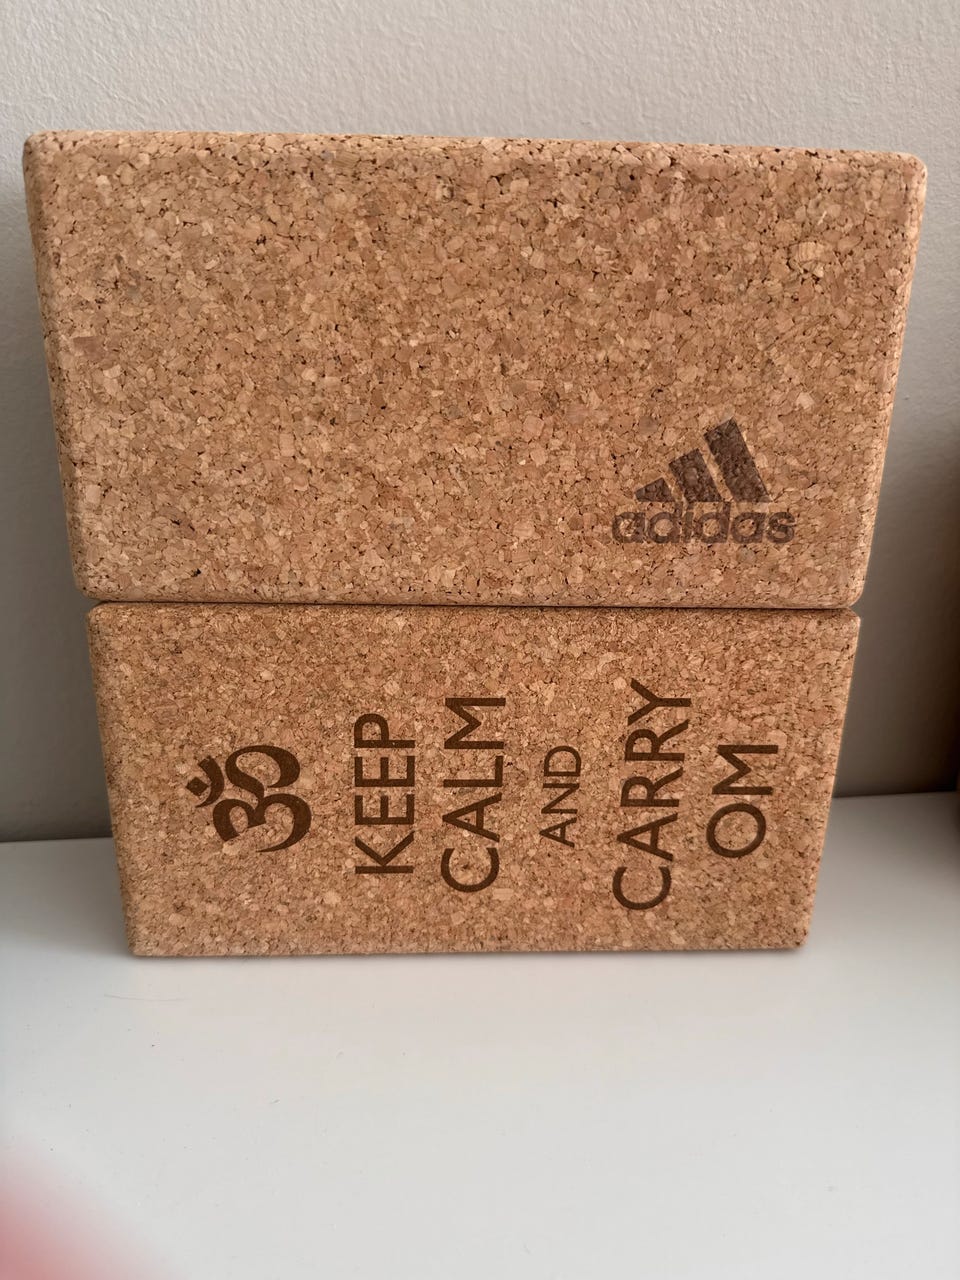 adidas
ॐ
KEEP
CALM
AND
CARRY
OM